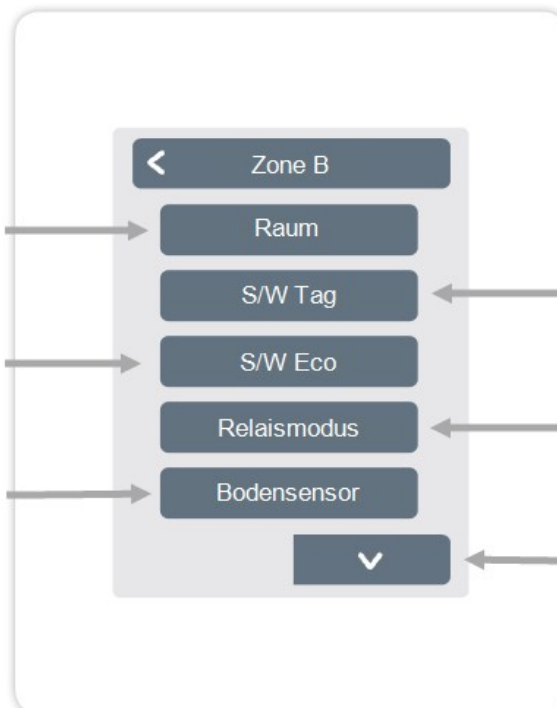 Zone B
Raum
S/W Tag
S/W Eco
Relaismodus
Bodensensor